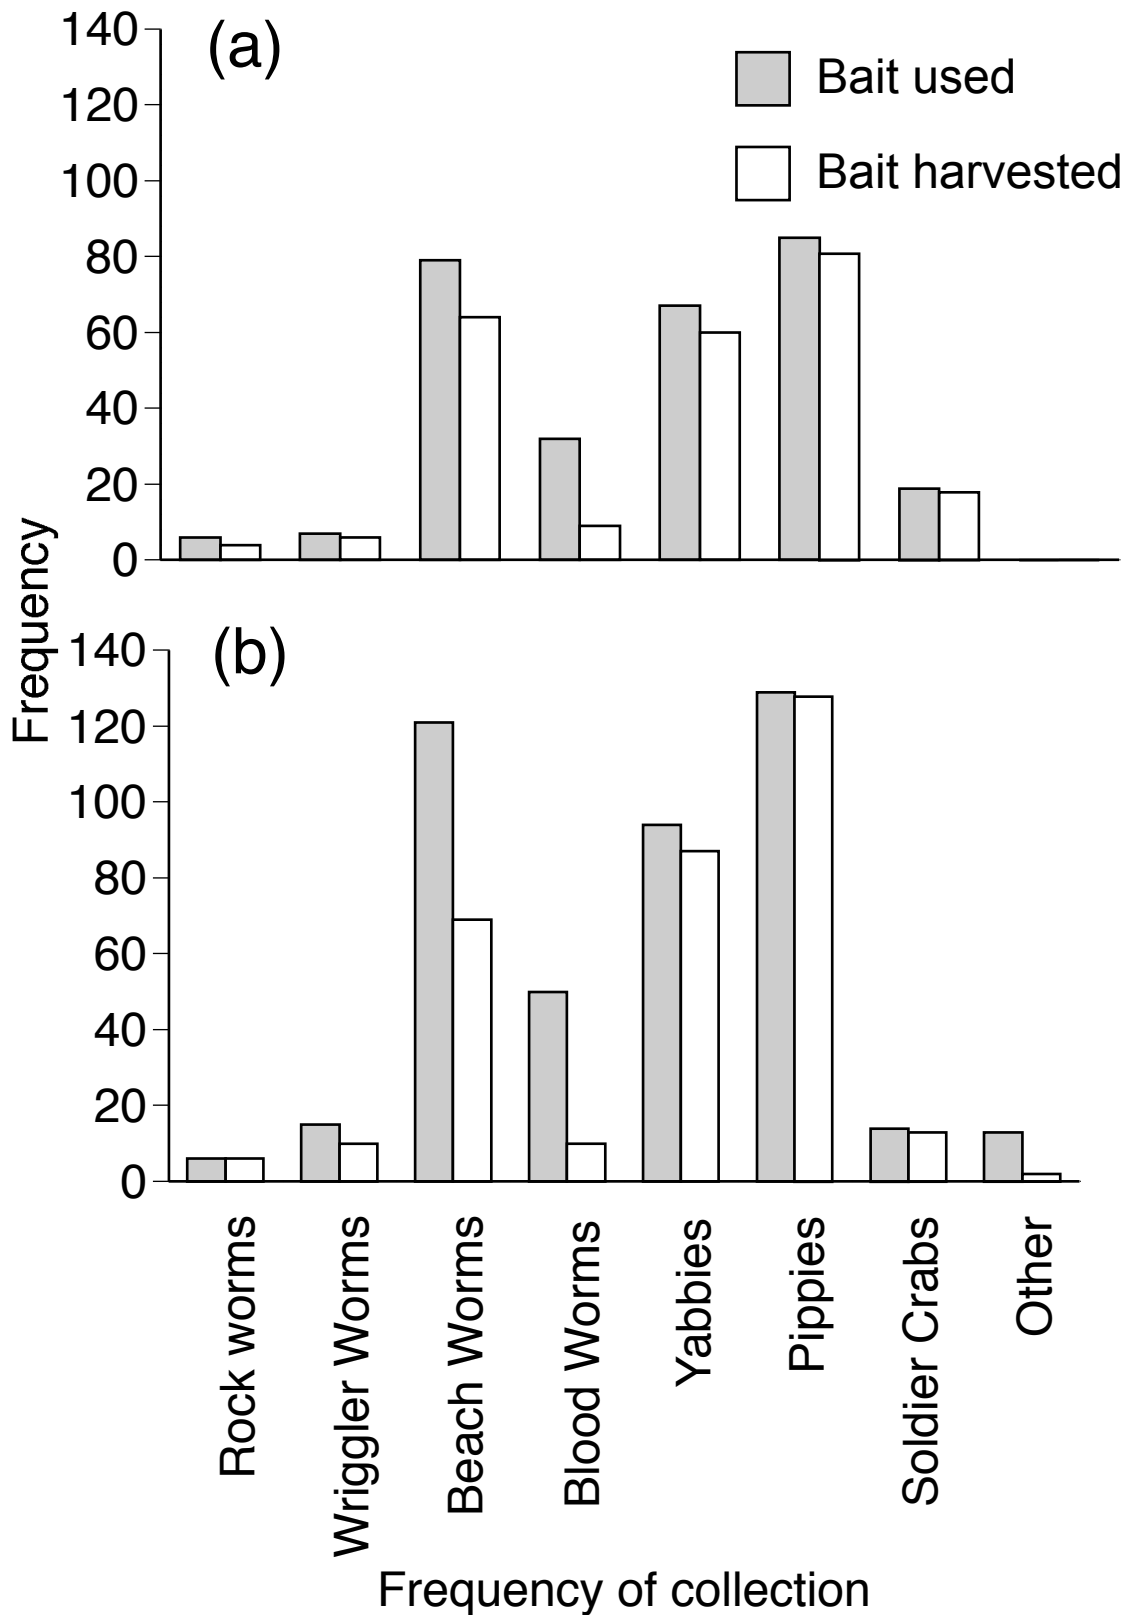 (a)
Bait used
Bait harvested
140
120
100
80
60
40
20
0
Frequency
(b)
140
120
100
80
60
40
20
0
Rock worms
Wriggler Worms
Beach Worms
Blood Worms
Yabbies
Pippies
Soldier Crabs
Other
Frequency of collection